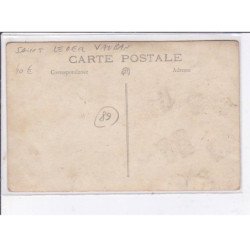 SAINT LEGER VAUBAN
10 €
CARTE POSTALE
Correspondance
Adresse
89